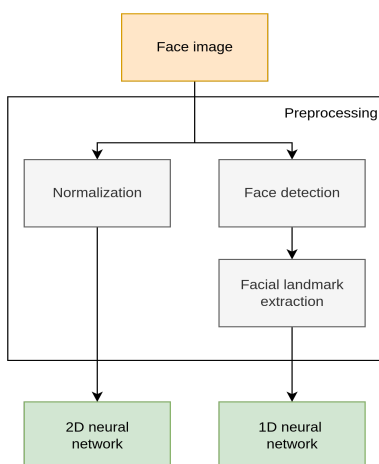 Face image
Preprocessing
Normalization
Face detection
Facial landmark
extraction
2D neural
network
1D neural
network